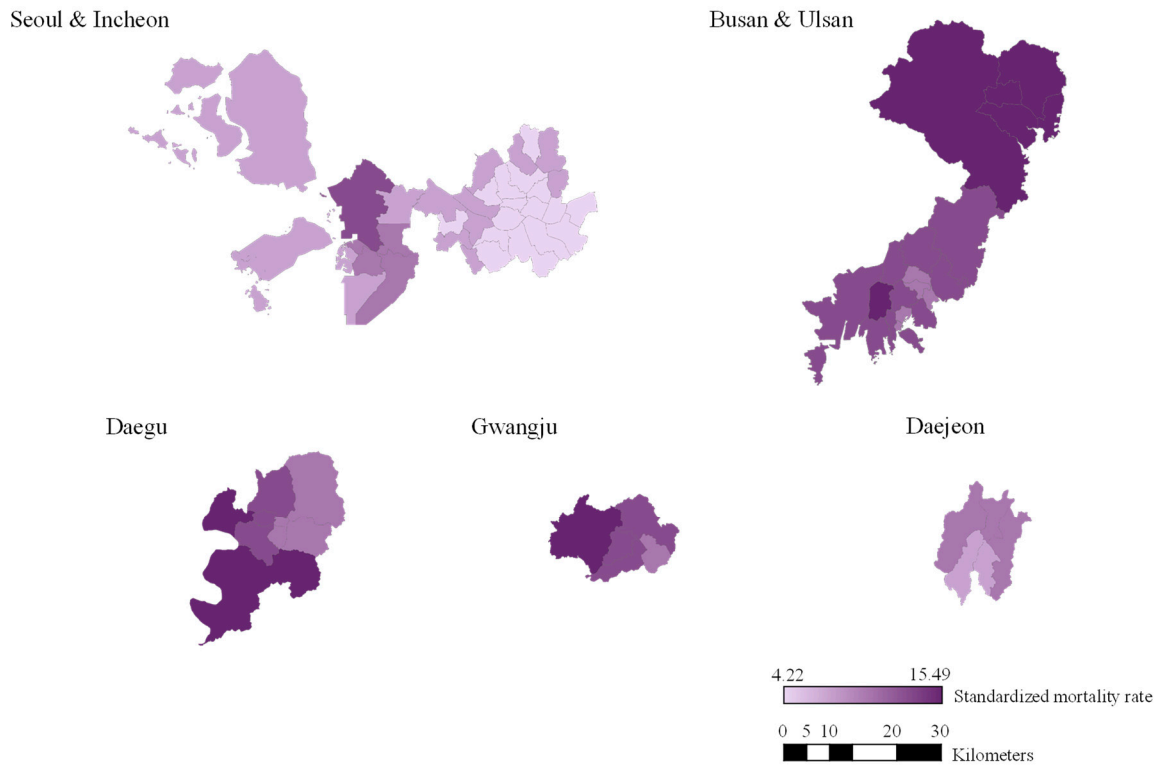 Seoul & Incheon
Busan & Ulsan
Daegu
Gwangju
Daejeon
4.22 15.49
Standardized mortality rate
0 5 10 20 30
Kilometers